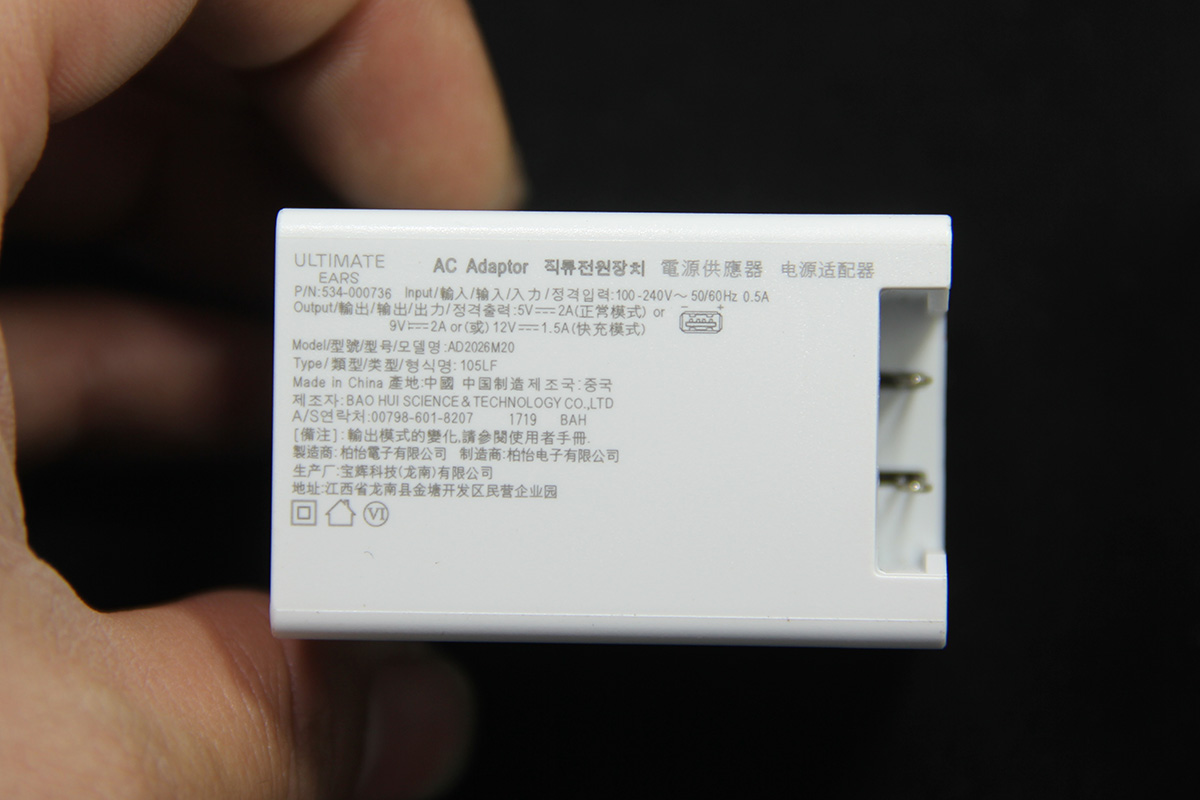 ULTIMATE
EARS
AC Adaptor 직류전원장치 電源供應器 电源适配器
P/N:534-000736 Input/輸入/输入/入力/정격입력:100-240V～ 50/60Hz 0.5A
Output/輸出/输出/出力/정격출력:5V⎓2A(正常模式) or
9V⎓2A or(或) 12V⎓1.5A(快充模式)
− +
Model/型號/型号/모델명:AD2026M20
Type/類型/类型/형식명:105LF
Made in China 產地:中國 中国制造 제조국:중국
제조자:BAO HUI SCIENCE & TECHNOLOGY CO.,LTD
A/S연락처:00798-601-8207 1719 BAH
[備注]:輸出模式的變化,請參閱使用者手冊.
製造商:柏怡電子有限公司 制造商:柏怡电子有限公司
生产厂:宝辉科技(龙南)有限公司
地址:江西省龙南县金塘开发区民营企业园
VI